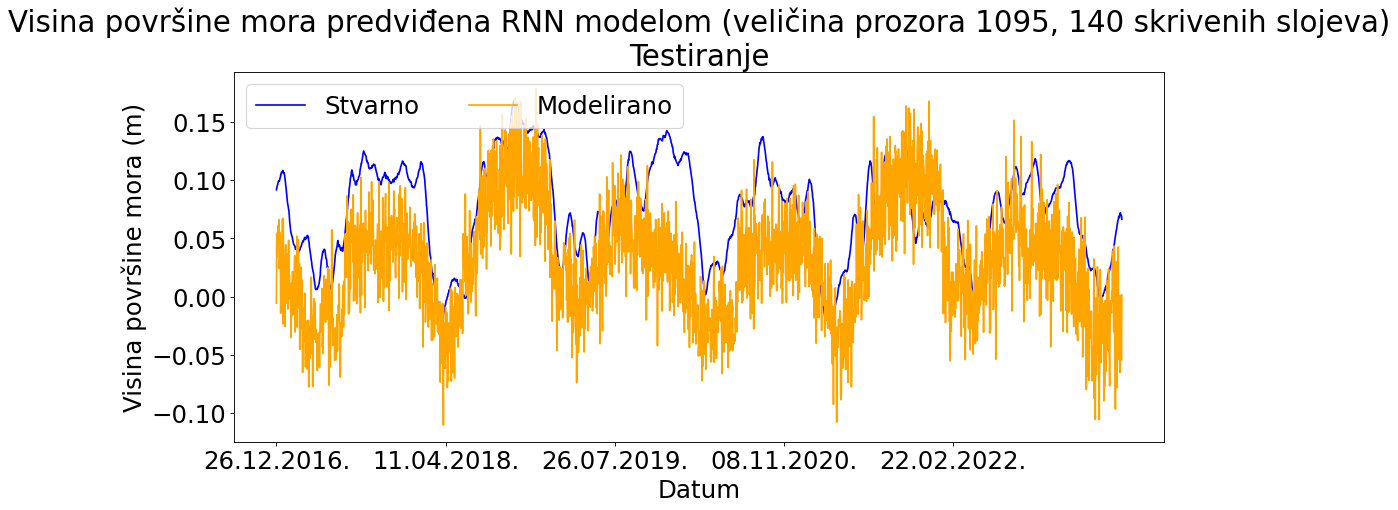 Visina površine mora predviđena RNN modelom (veličina prozora 1095, 140 skrivenih slojeva)
Testiranje
Stvarno Modelirano
Visina površine mora (m)
0.15
0.10
0.05
0.00
−0.05
−0.10
26.12.2016. 11.04.2018. 26.07.2019. 08.11.2020. 22.02.2022.
Datum